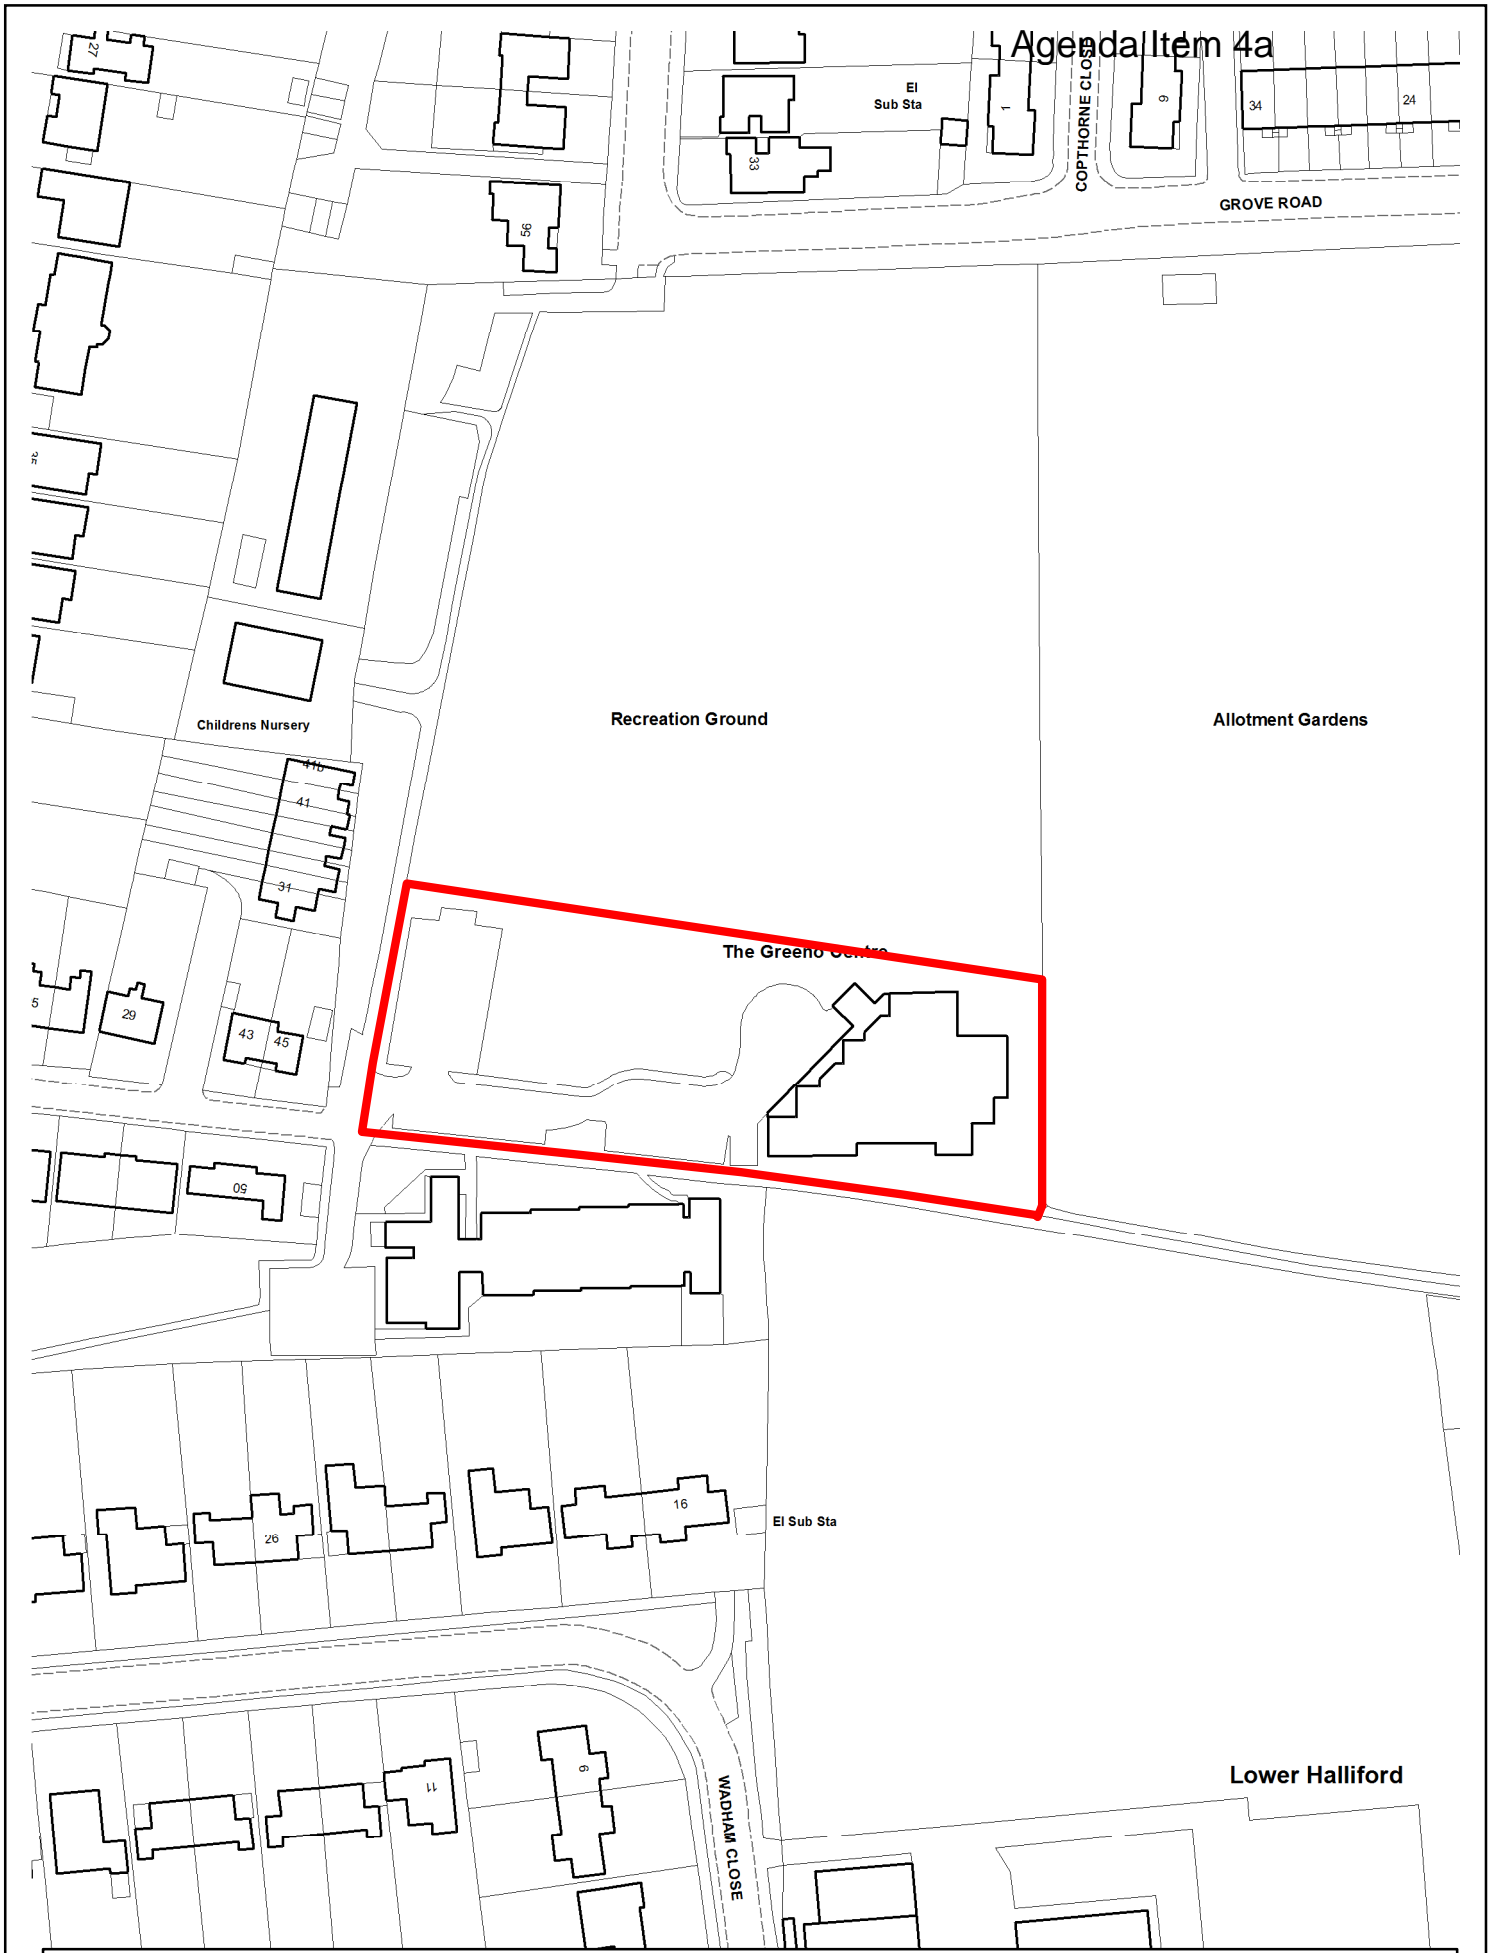 Agenda Item 4a
27
El
Sub Sta
1
COPTHORNE CLOSE
9
34
24
33
GROVE ROAD
56
Childrens Nursery
Recreation Ground
Allotment Gardens
41b
41
31
The Greeno Centre
5
29
43
45
50
16
El Sub Sta
26
9
11
WADHAM CLOSE
Lower Halliford